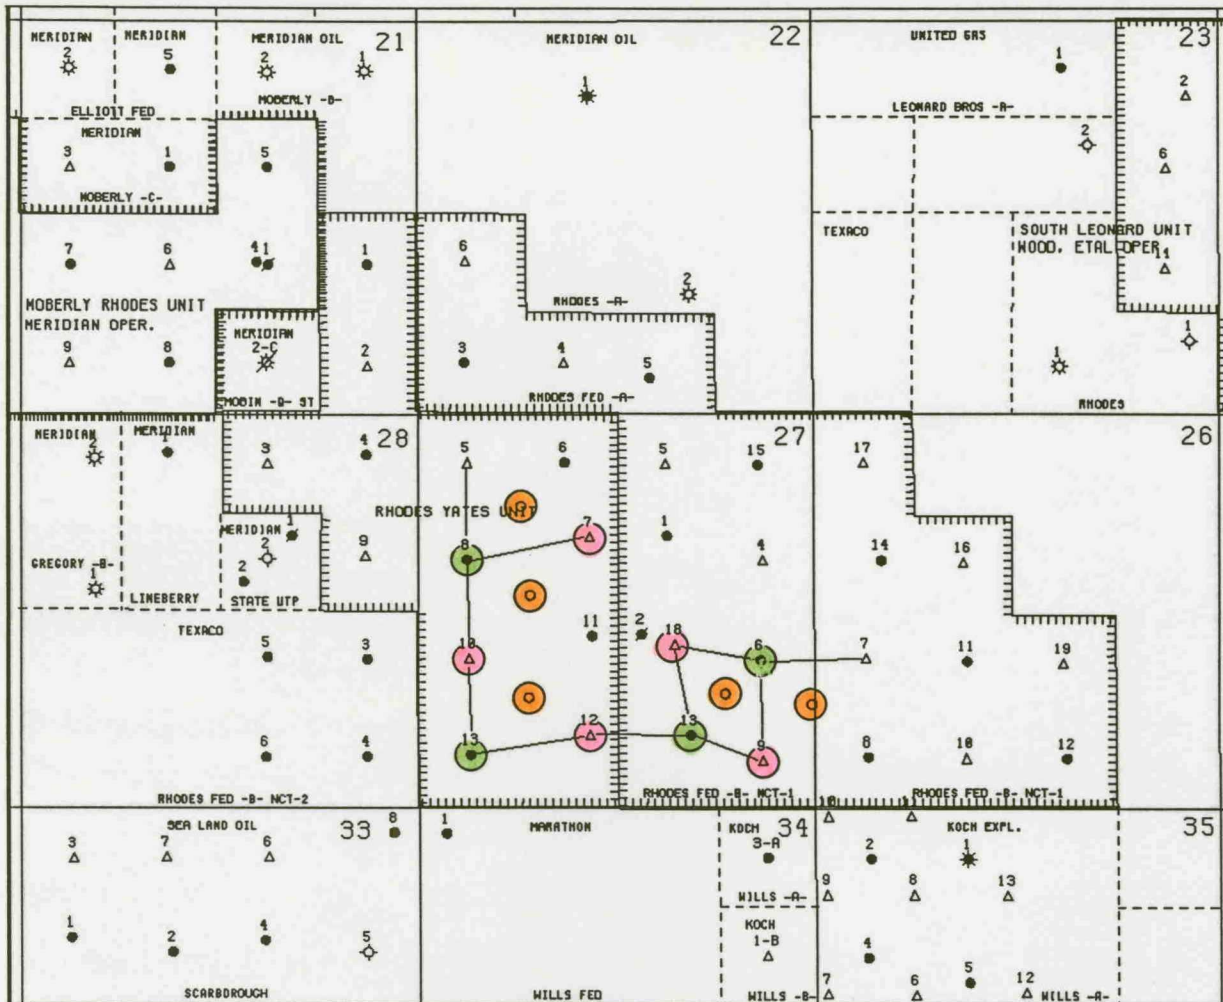 MERIDIAN MERIDIAN MERIDIAN OIL 21 MERIDIAN OIL 22 UNITED GAS 23
2 5 2 1 1 1 2
ELLIOTT FED MOBERLY -B- LEONARD BROS -A-
MERIDIAN 2
3 1 5 6
MOBERLY -C-
TEXACO SOUTH LEONARD UNIT
WOOD, ETAL OPER.
7 6 4 1 1 6 2 11
MOBERLY RHODES UNIT
MERIDIAN OPER.
RHODES -A-
MERIDIAN
9 8 2-C 2 3 4 5 1 1
MOBIN -B- ST RHODES FED -A- RHODES
MERIDIAN MERIDIAN 28 27 26
2 1 3 4 5 6 5 15 17
RHODES YATES UNIT
MERIDIAN
1 2 9 8 7 1 4 14 16
GREGORY -B-
1 2
LINEBERRY STATE UTP
TEXACO
5 3 11 2 18 6 7 11 19
6 4 13 12 13 9 8 12
RHODES FED -B- NCT-2 RHODES FED -B- NCT-1 RHODES FED -B- NCT-1
SEA LAND OIL 33 MARATHON KOCH 34 KOCH EXPL. 35
8 1 3-A 2 1
3 7 6
WILLS -A- 9 8 13
KOCH
1 2 4 5 1-B 4 5
7 6 12
SCARBOROUGH WILLS FED WILLS -B- WILLS -A-